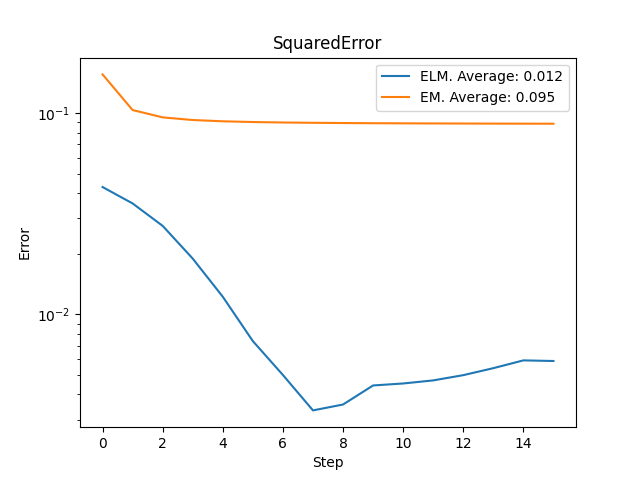 SquaredError
ELM. Average: 0.012
EM. Average: 0.095
10⁻¹
10⁻²
Error
0 2 4 6 8 10 12 14
Step